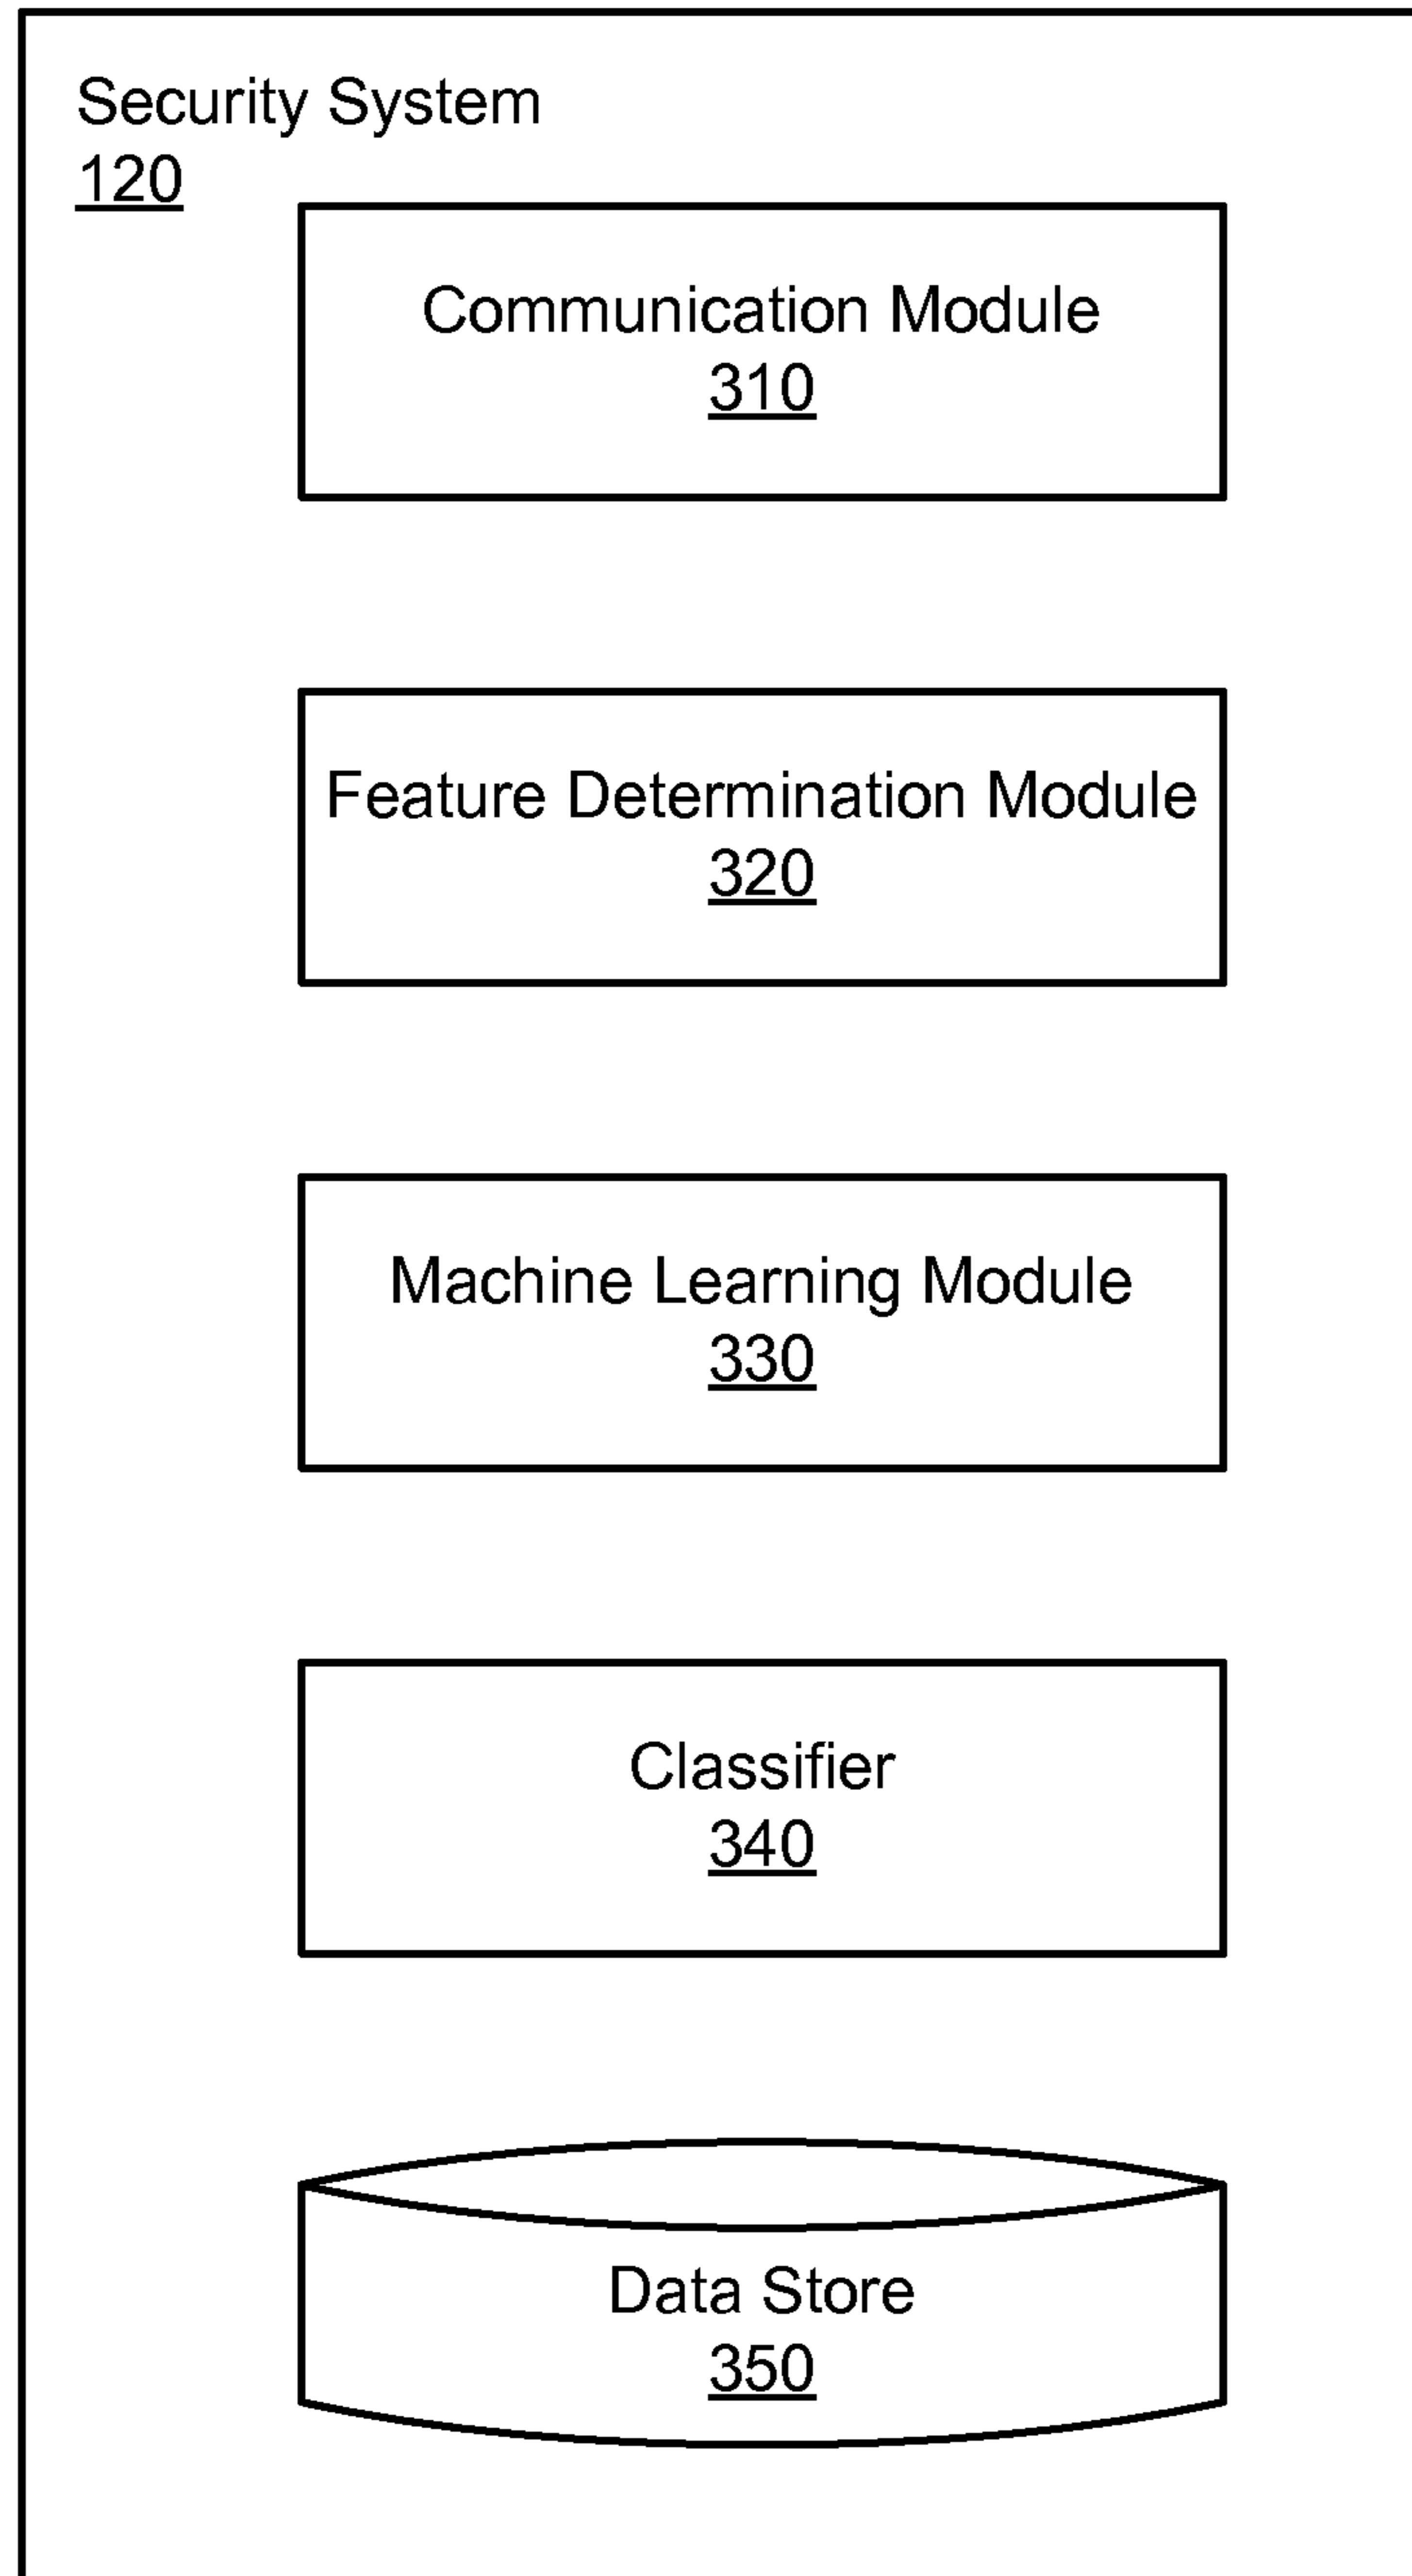 Security System
120
Communication Module
310
Feature Determination Module
320
Machine Learning Module
330
Classifier
340
Data Store
350